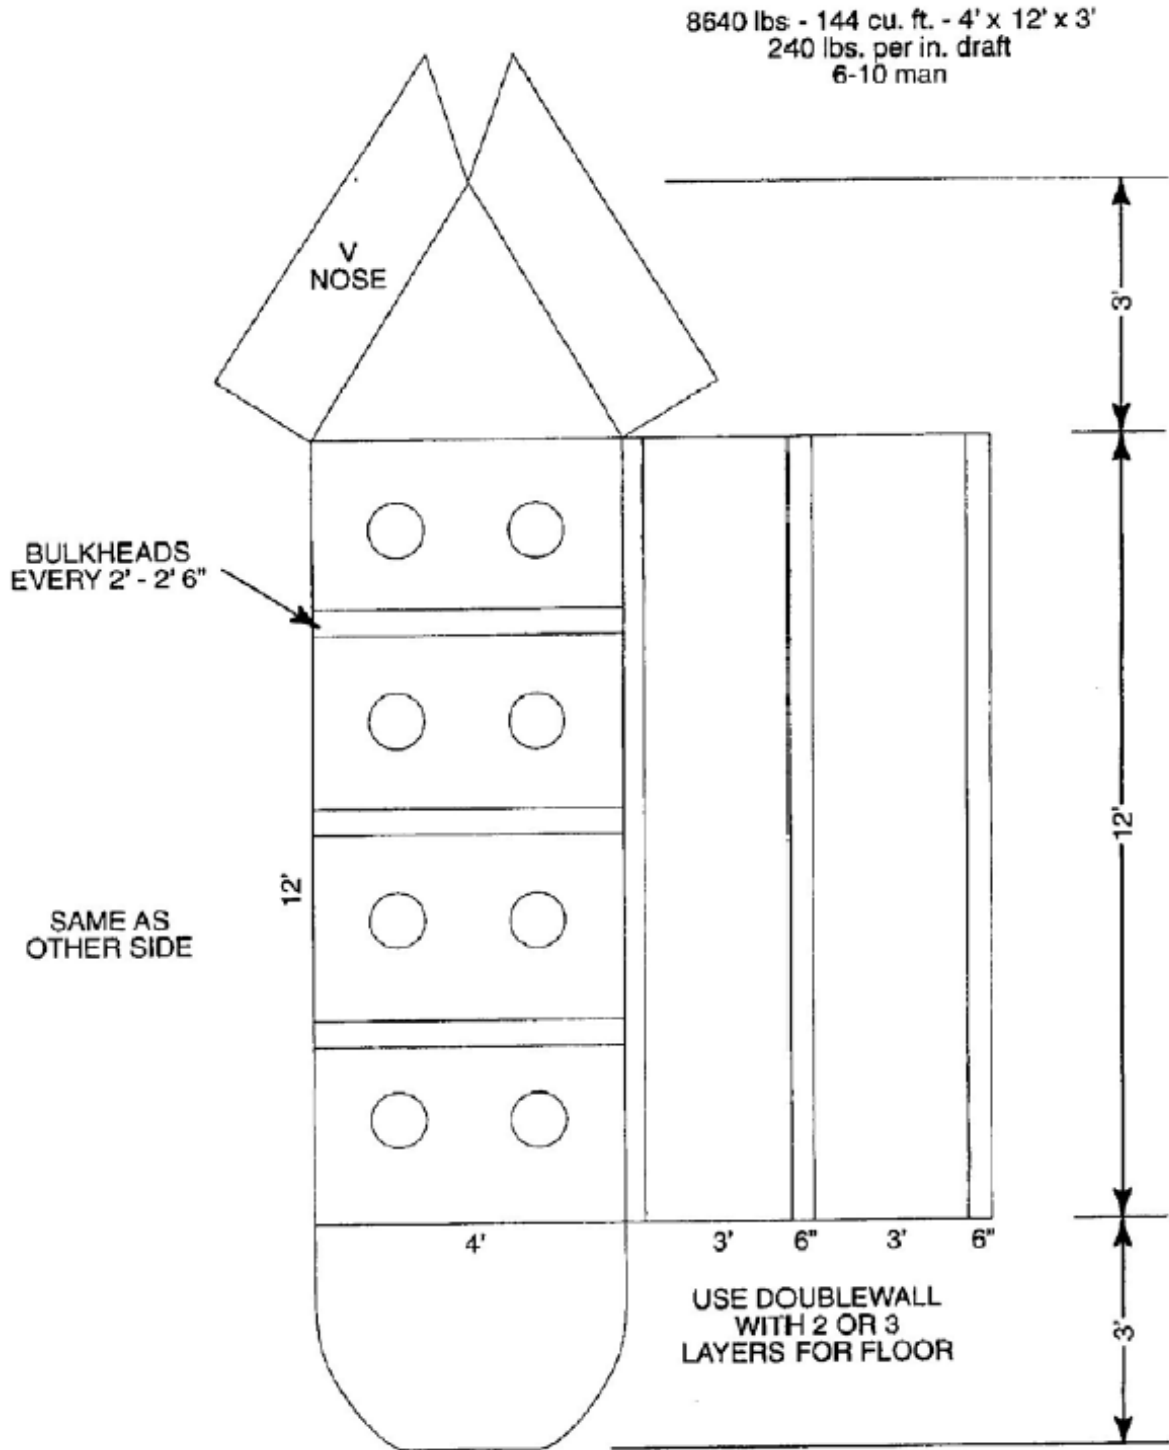 8640 lbs - 144 cu. ft. - 4' x 12' x 3'
240 lbs. per in. draft
6-10 man
V
NOSE
3'
BULKHEADS
EVERY 2' - 2' 6"
12'
12'
SAME AS
OTHER SIDE
4'
3'
6"
3'
6"
USE DOUBLEWALL
WITH 2 OR 3
LAYERS FOR FLOOR
3'